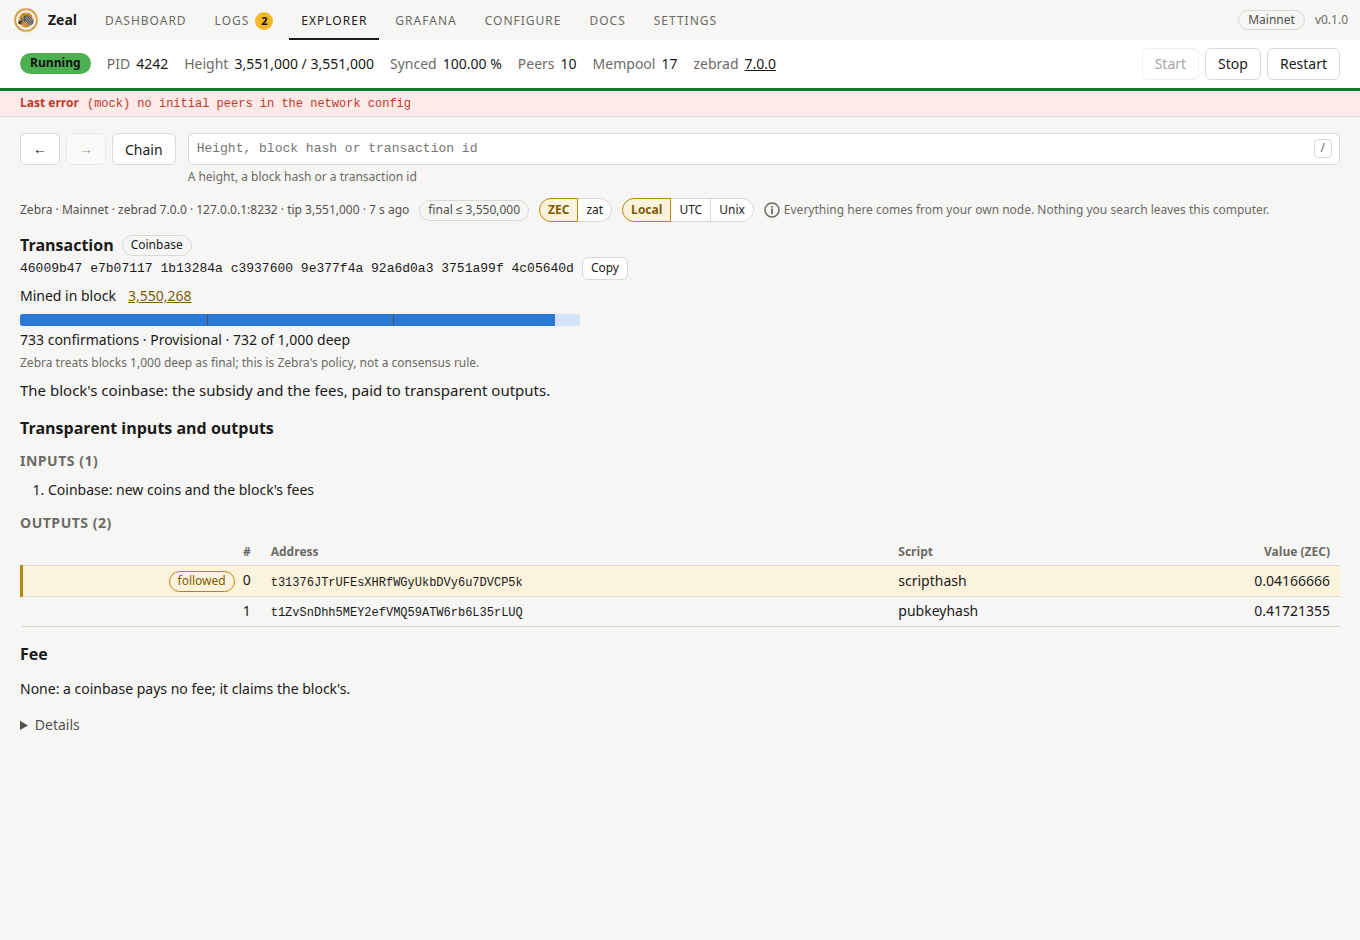 Zeal DASHBOARD LOGS 2 EXPLORER GRAFANA CONFIGURE DOCS SETTINGS Mainnet v0.1.0
Running PID 4242 Height 3,551,000 / 3,551,000 Synced 100.00 % Peers 10 Mempool 17 zebrad 7.0.0 Start Stop Restart
Last error (mock) no initial peers in the network config
← → Chain Height, block hash or transaction id /
A height, a block hash or a transaction id
Zebra · Mainnet · zebrad 7.0.0 · 127.0.0.1:8232 · tip 3,551,000 · 7 s ago final ≤ 3,550,000 ZEC zat Local UTC Unix Everything here comes from your own node. Nothing you search leaves this computer.
Transaction Coinbase
46009b47 e7b07117 1b13284a c3937600 9e377f4a 92a6d0a3 3751a99f 4c05640d Copy
Mined in block 3,550,268
733 confirmations · Provisional · 732 of 1,000 deep
Zebra treats blocks 1,000 deep as final; this is Zebra's policy, not a consensus rule.
The block's coinbase: the subsidy and the fees, paid to transparent outputs.
Transparent inputs and outputs
INPUTS (1)
1. Coinbase: new coins and the block's fees
OUTPUTS (2)
# Address Script Value (ZEC)
followed 0 t31376JTrUFEsXHRfWGyUkbDVy6u7DVCP5k scripthash 0.04166666
1 t1ZvSnDhh5MEY2efVMQ59ATW6rb6L35rLUQ pubkeyhash 0.41721355
Fee
None: a coinbase pays no fee; it claims the block's.
Details